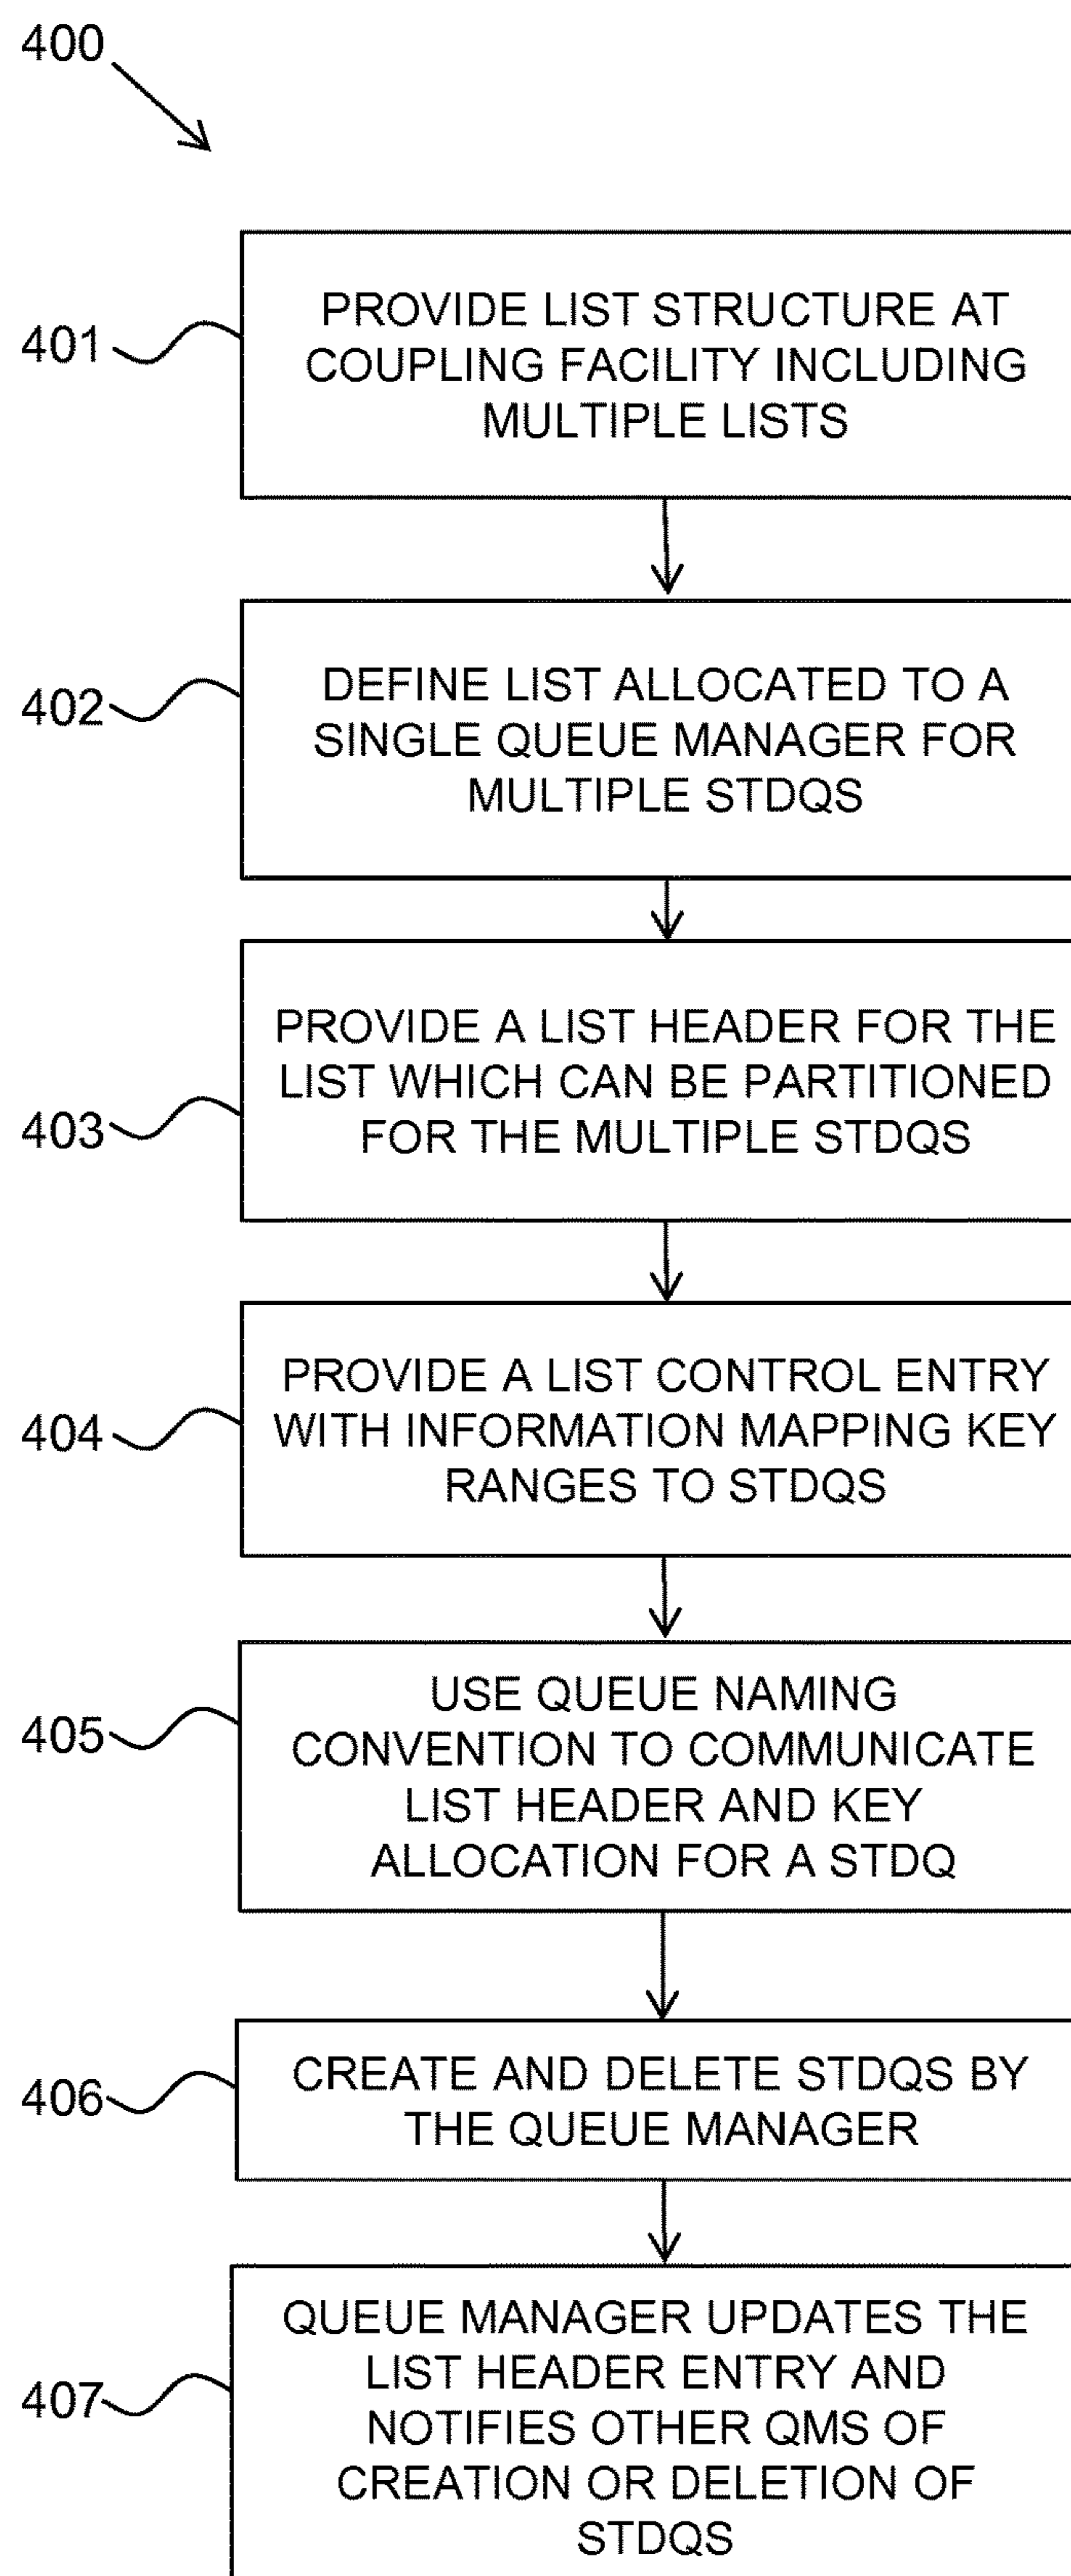 400
401
PROVIDE LIST STRUCTURE AT
COUPLING FACILITY INCLUDING
MULTIPLE LISTS
402
DEFINE LIST ALLOCATED TO A
SINGLE QUEUE MANAGER FOR
MULTIPLE STDQS
403
PROVIDE A LIST HEADER FOR THE
LIST WHICH CAN BE PARTITIONED
FOR THE MULTIPLE STDQS
404
PROVIDE A LIST CONTROL ENTRY
WITH INFORMATION MAPPING KEY
RANGES TO STDQS
405
USE QUEUE NAMING
CONVENTION TO COMMUNICATE
LIST HEADER AND KEY
ALLOCATION FOR A STDQ
406
CREATE AND DELETE STDQS BY
THE QUEUE MANAGER
407
QUEUE MANAGER UPDATES THE
LIST HEADER ENTRY AND
NOTIFIES OTHER QMS OF
CREATION OR DELETION OF
STDQS